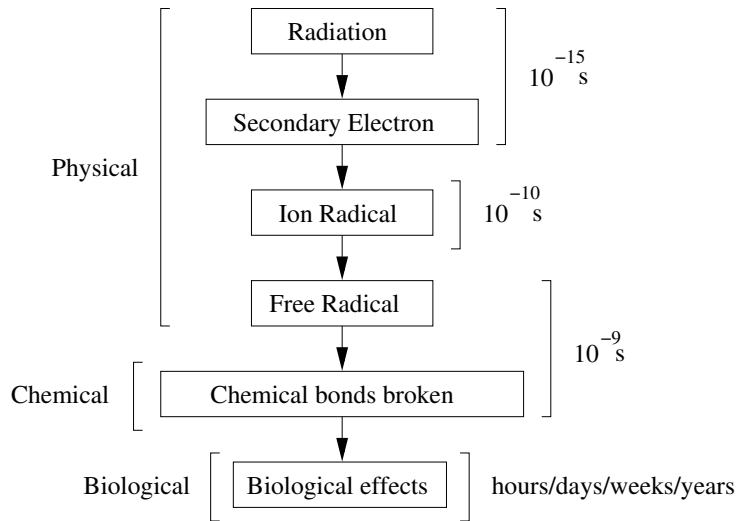 Radiation
10⁻¹⁵ s
Secondary Electron
Physical
Ion Radical
10⁻¹⁰ s
Free Radical
10⁻⁹ s
Chemical
Chemical bonds broken
Biological
Biological effects
hours/days/weeks/years